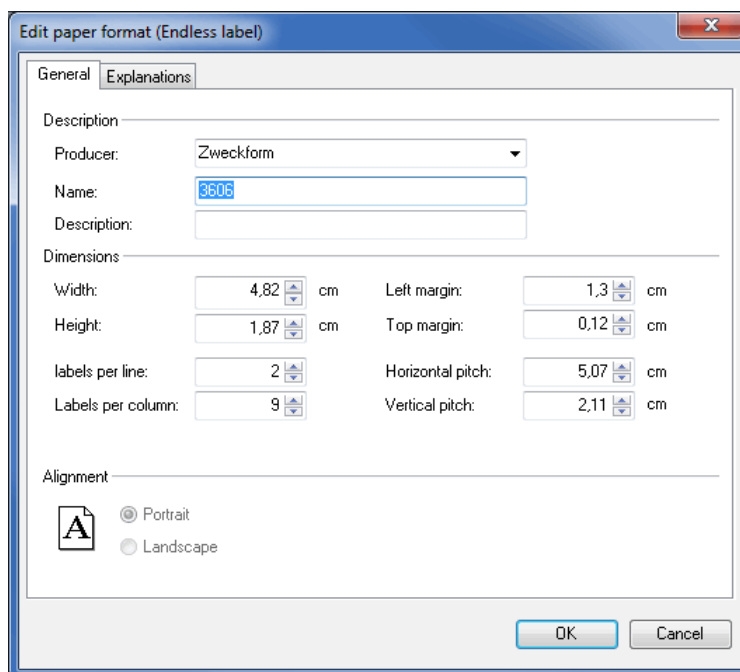 Edit paper format (Endless label)
General Explanations
Description
Producer: Zweckform
Name: 3606
Description:
Dimensions
Width: 4,82 cm Left margin: 1,3 cm
Height: 1,87 cm Top margin: 0,12 cm
labels per line: 2 Horizontal pitch: 5,07 cm
Labels per column: 9 Vertical pitch: 2,11 cm
Alignment
A Portrait
Landscape
OK Cancel